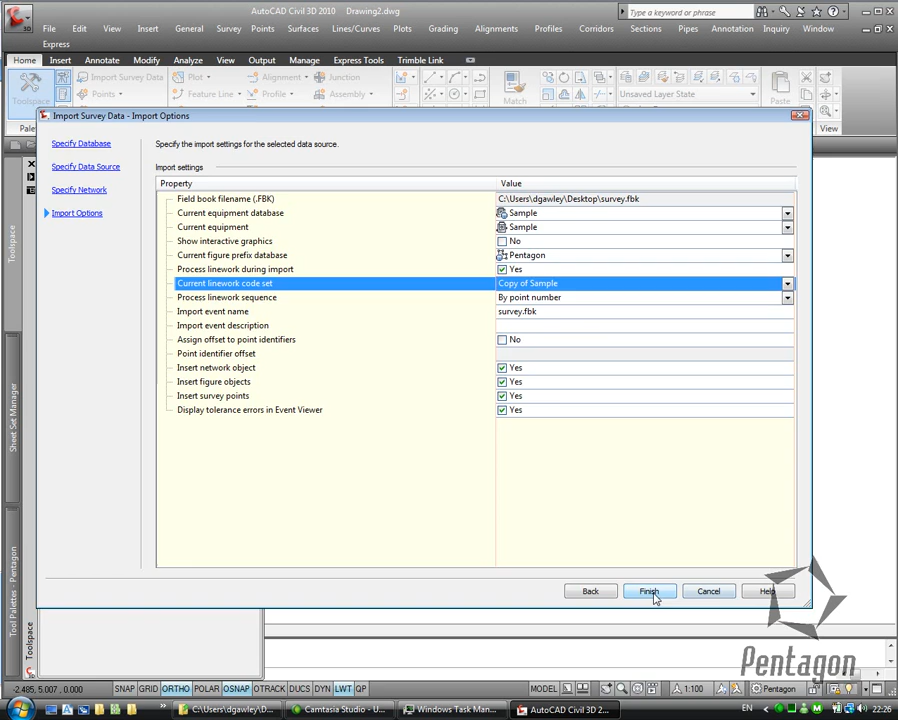 AutoCAD Civil 3D 2010 Drawing2.dwg
Type a keyword or phrase
File Edit View Insert General Survey Points Surfaces Lines/Curves Plots Grading Alignments Profiles Corridors Sections Pipes Annotation Inquiry Window
Express
Home Insert Annotate Modify Analyze View Output Manage Express Tools Trimble Link
Import Survey Data Plot Alignment Junction
Toolspace Points Feature Line Profile Assembly Match Unsaved Layer State Paste
Pale View
Import Survey Data - Import Options
Specify Database
Specify Data Source
Specify Network
Import Options
Specify the import settings for the selected data source.
Import settings
Property Value
Field book filename (.FBK) C:\Users\dgawley\Desktop\survey.fbk
Current equipment database Sample
Current equipment Sample
Show interactive graphics No
Current figure prefix database Pentagon
Process linework during import Yes
Current linework code set Copy of Sample
Process linework sequence By point number
Import event name survey.fbk
Import event description
Assign offset to point identifiers No
Point identifier offset
Insert network object Yes
Insert figure objects Yes
Insert survey points Yes
Display tolerance errors in Event Viewer Yes
Back Finish Cancel Help
Toolspace
Sheet Set Manager
Tool Palettes - Pentagon
Toolspace
Pentagon
-2.485, 5.007, 0.000 SNAP GRID ORTHO POLAR OSNAP OTRACK DUCS DYN LWT QP MODEL 1:100 Pentagon
C:\Users\dgawley\D... Camtasia Studio - U... Windows Task Man... AutoCAD Civil 3D 2... EN 22:26